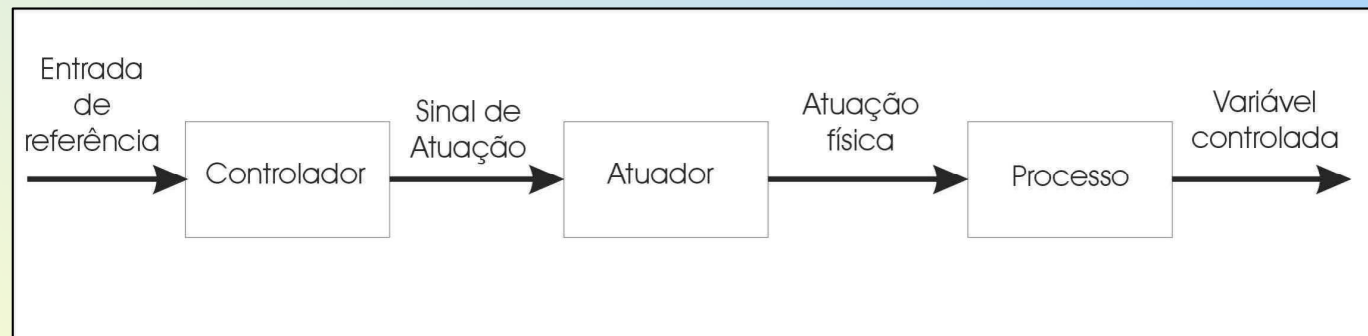 Entrada
de
referência
Controlador
Sinal de
Atuação
Atuador
Atuação
física
Processo
Variável
controlada